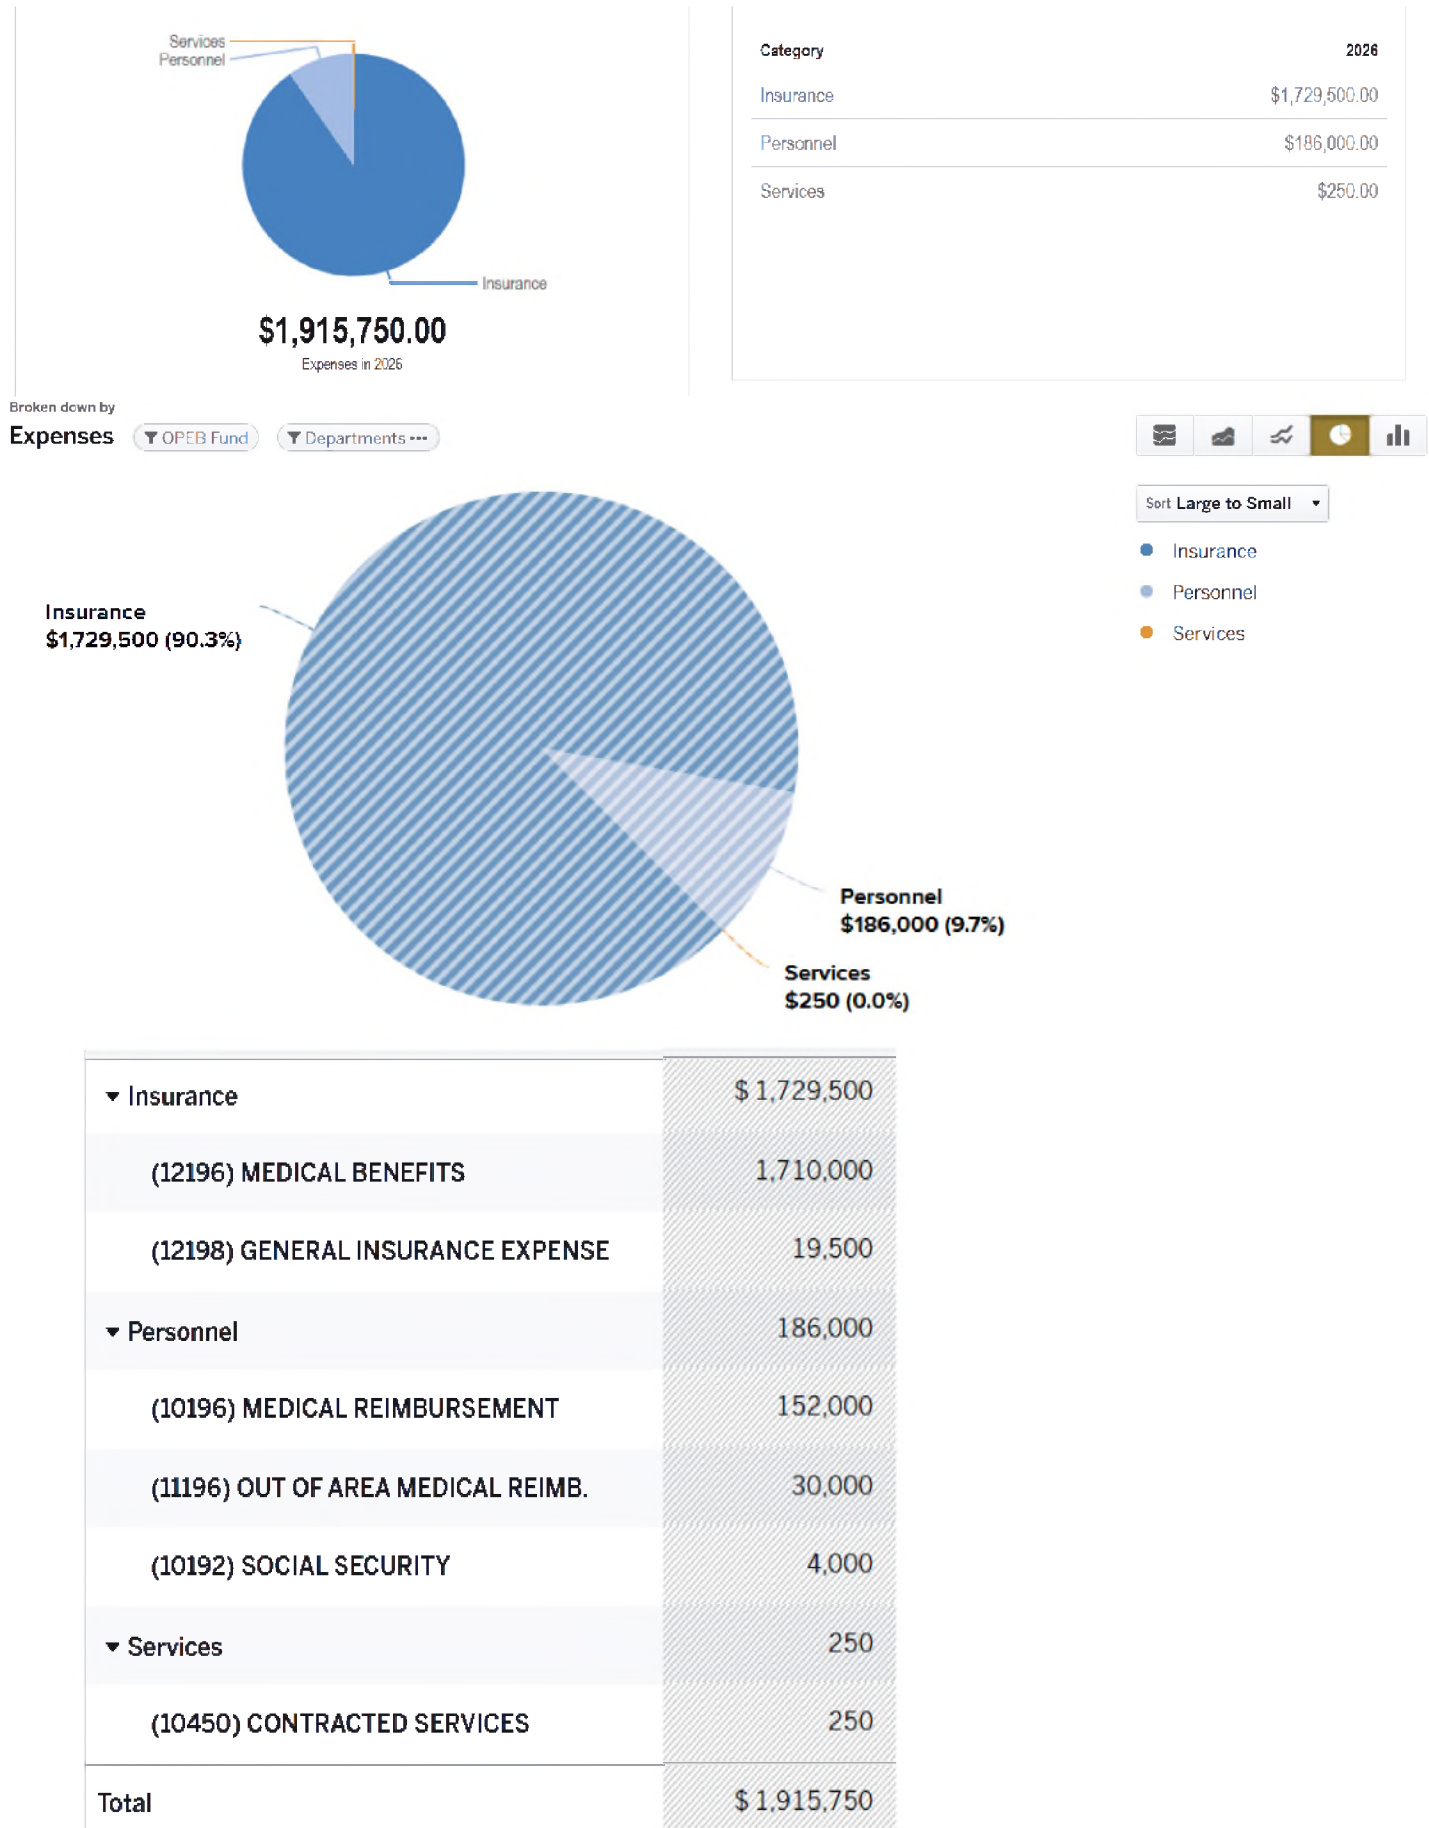 Services
Personnel
Insurance
$1,915,750.00
Expenses in 2026
Category 2026
Insurance $1,729,500.00
Personnel $186,000.00
Services $250.00
Broken down by
Expenses OPEB Fund Departments •••
Sort Large to Small
Insurance
Personnel
Services
Insurance
$1,729,500 (90.3%)
Personnel
$186,000 (9.7%)
Services
$250 (0.0%)
Insurance $ 1,729,500
(12196) MEDICAL BENEFITS 1,710,000
(12198) GENERAL INSURANCE EXPENSE 19,500
Personnel 186,000
(10196) MEDICAL REIMBURSEMENT 152,000
(11196) OUT OF AREA MEDICAL REIMB. 30,000
(10192) SOCIAL SECURITY 4,000
Services 250
(10450) CONTRACTED SERVICES 250
Total $ 1,915,750